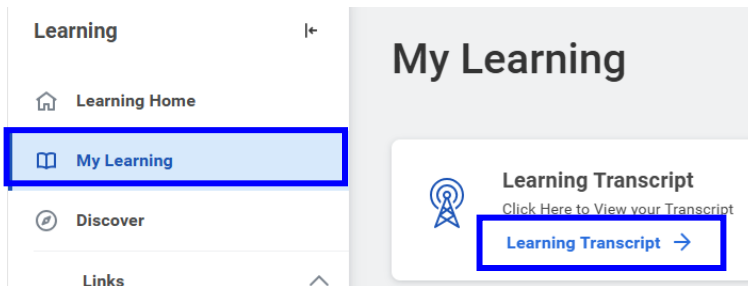 Learning
Learning Home
My Learning
Discover
Links
My Learning
Learning Transcript
Click Here to View your Transcript
Learning Transcript →